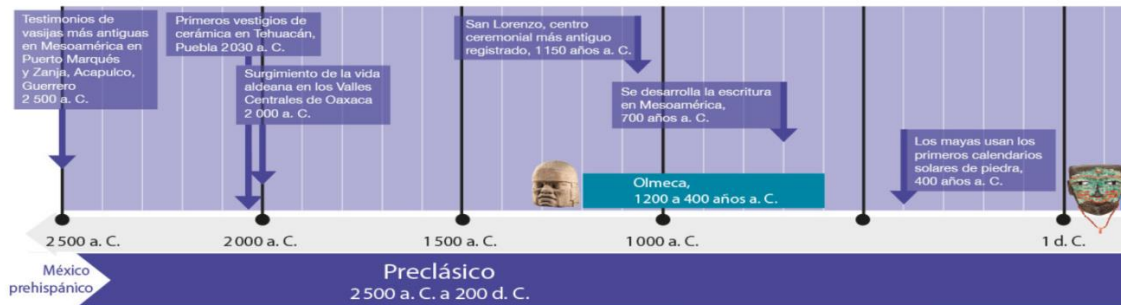 Testimonios de
vasijas más antiguas
en Mesoamérica en
Puerto Marqués
y Zanja, Acapulco,
Guerrero
2 500 a. C.
Primeros vestigios de
cerámica en Tehuacán,
Puebla 2 030 a. C.
Surgimiento de la vida
aldeana en los Valles
Centrales de Oaxaca
2 000 a. C.
San Lorenzo, centro
ceremonial más antiguo
registrado, 1 150 años a. C.
Se desarrolla la escritura
en Mesoamérica,
700 años a. C.
Los mayas usan los
primeros calendarios
solares de piedra,
400 años a. C.
Olmeca,
1200 a 400 años a. C.
2 500 a. C.
2 000 a. C.
1 500 a. C.
1 000 a. C.
1 d. C.
México
prehispánico
Preclásico
2 500 a. C. a 200 d. C.